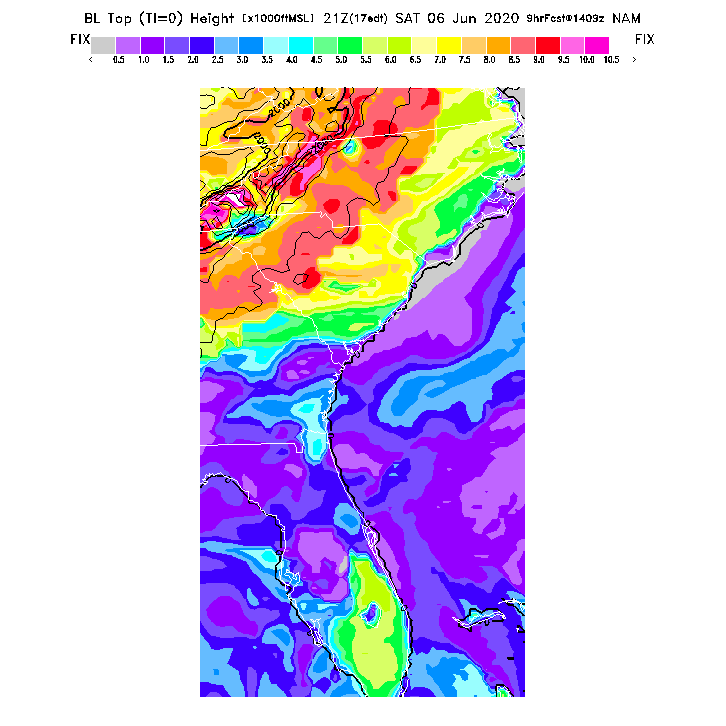 BL Top (TI=0) Height [x1000ftMSL] 21Z(17edt) SAT 06 Jun 2020 9hrFcst@1409z NAM
FIX FIX
< 0.5 1.0 1.5 2.0 2.5 3.0 3.5 4.0 4.5 5.0 5.5 6.0 6.5 7.0 7.5 8.0 8.5 9.0 9.5 10.0 10.5 >
2000
2000